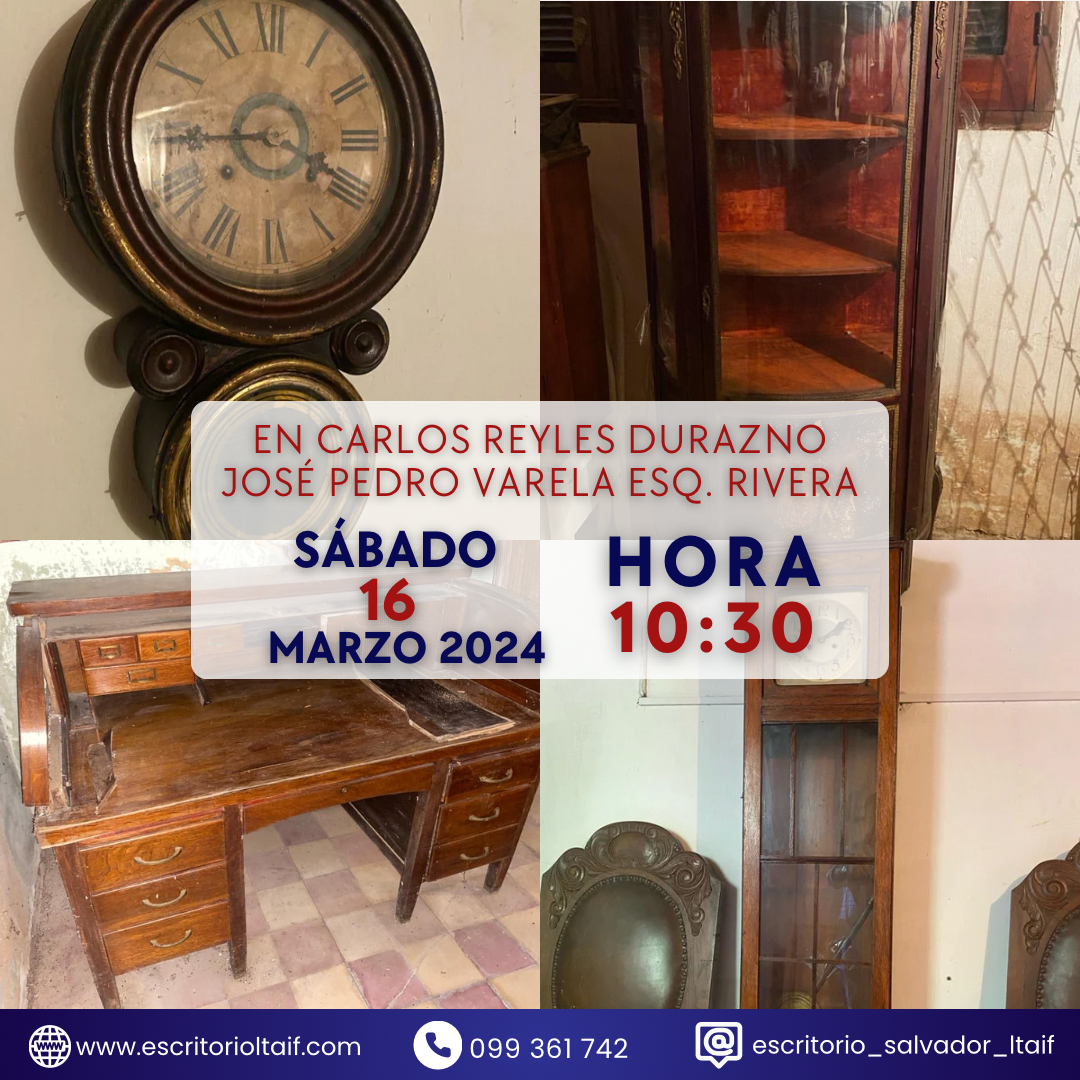 EN CARLOS REYLES DURAZNO
JOSÉ PEDRO VARELA ESQ. RIVERA
SÁBADO
16
MARZO 2024
HORA
10:30
www.escritorioltaif.com
099 361 742
escritorio_salvador_ltaif